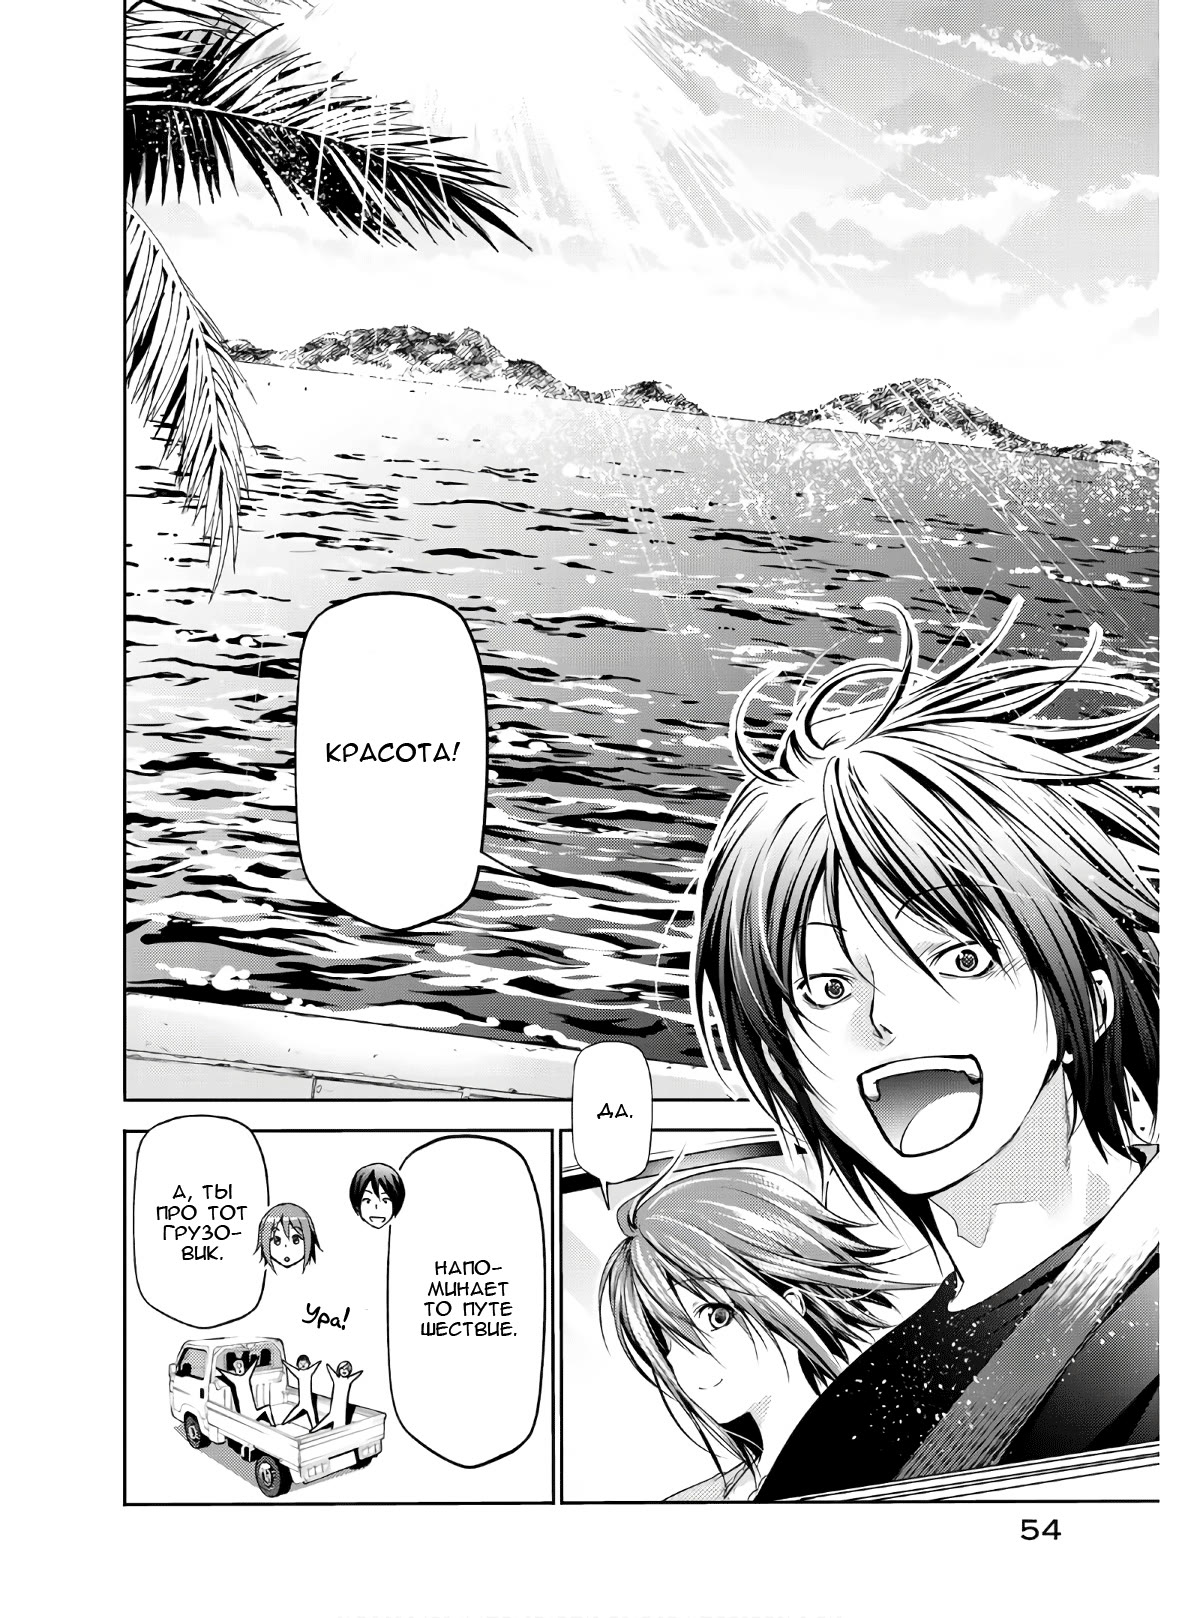 КРАСОТА!
ДА.
НАПО-
МИНАЕТ
ТО ПУТЕ
ШЕСТВИЕ.
А, ТЫ
ПРО ТОТ
ГРУЗО-
ВИК.
Ура!
54